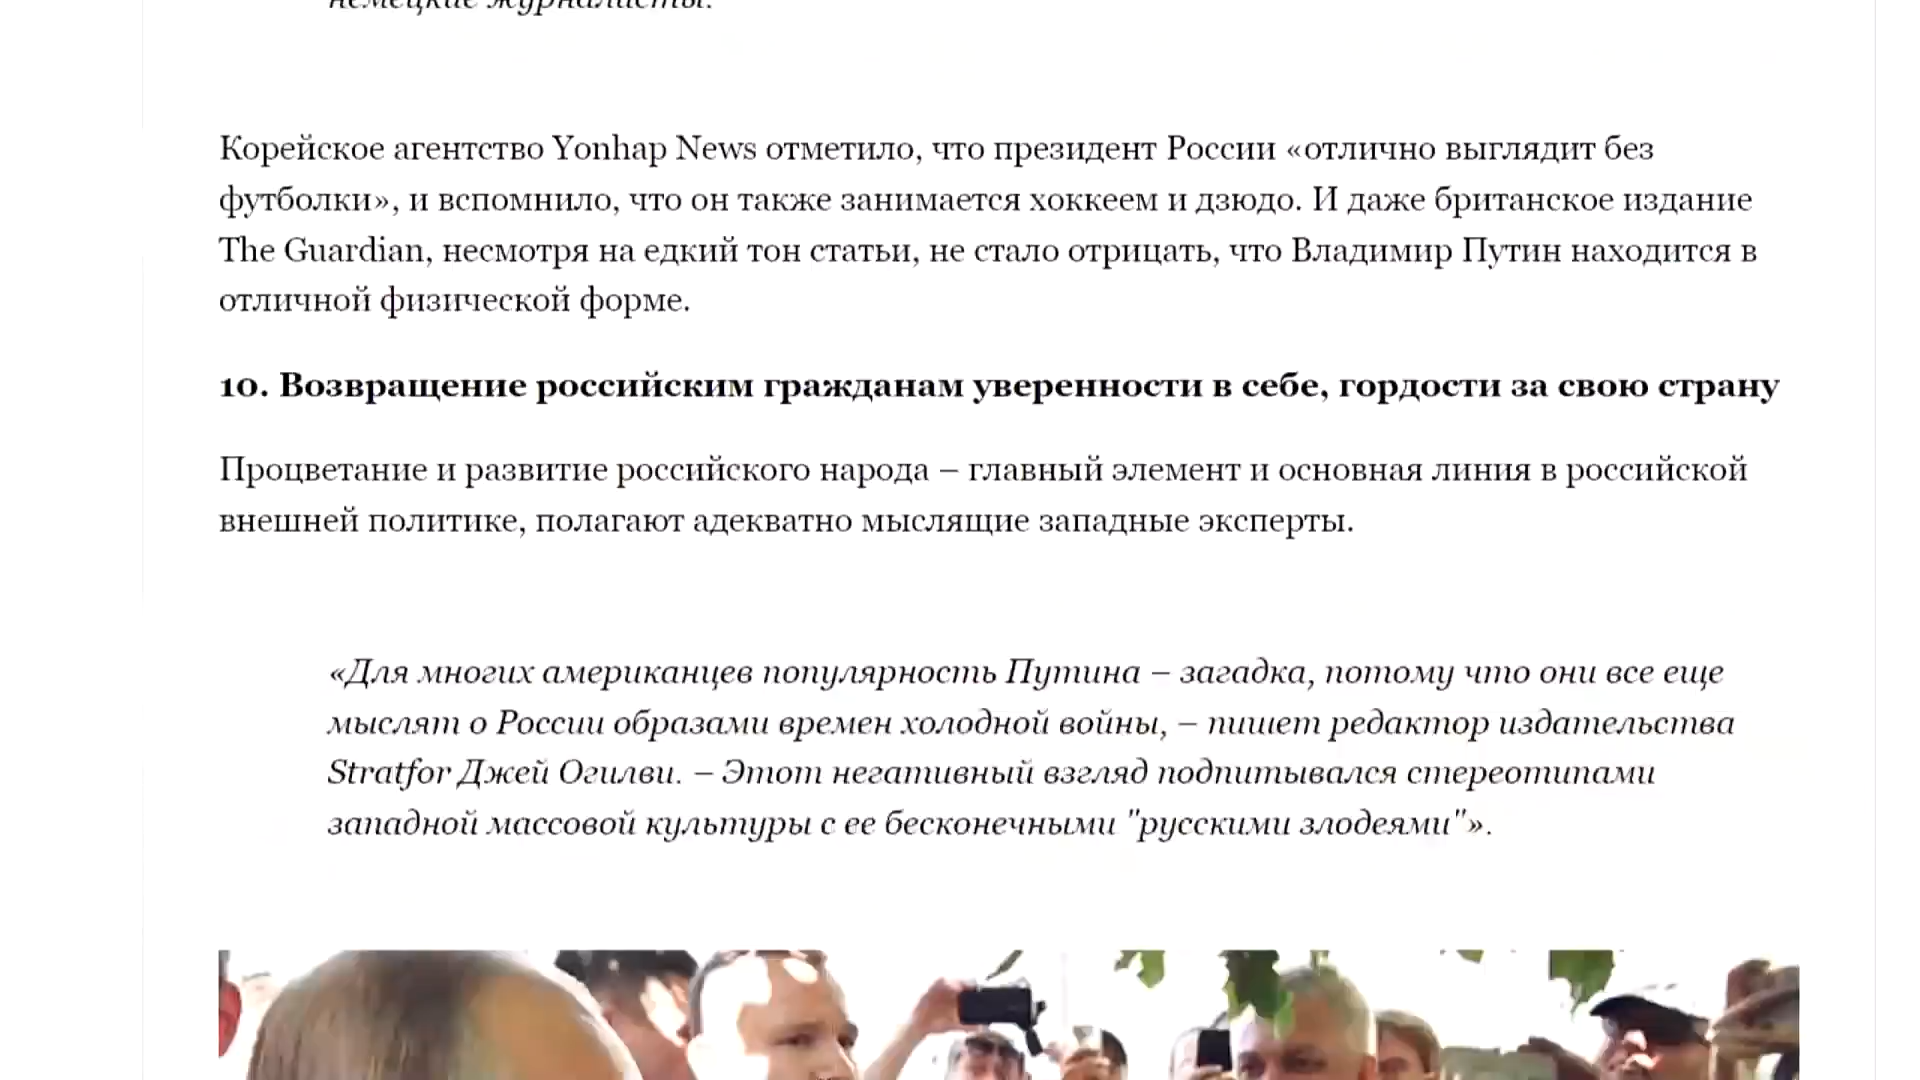 немецкие журналисты.
Корейское агентство Yonhap News отметило, что президент России «отлично выглядит без
футболки», и вспомнило, что он также занимается хоккеем и дзюдо. И даже британское издание
The Guardian, несмотря на едкий тон статьи, не стало отрицать, что Владимир Путин находится в
отличной физической форме.
10. Возвращение российским гражданам уверенности в себе, гордости за свою страну
Процветание и развитие российского народа – главный элемент и основная линия в российской
внешней политике, полагают адекватно мыслящие западные эксперты.
«Для многих американцев популярность Путина – загадка, потому что они все еще
мыслят о России образами времен холодной войны, – пишет редактор издательства
Stratfor Джей Огилви. – Этот негативный взгляд подпитывался стереотипами
западной массовой культуры с ее бесконечными "русскими злодеями"».